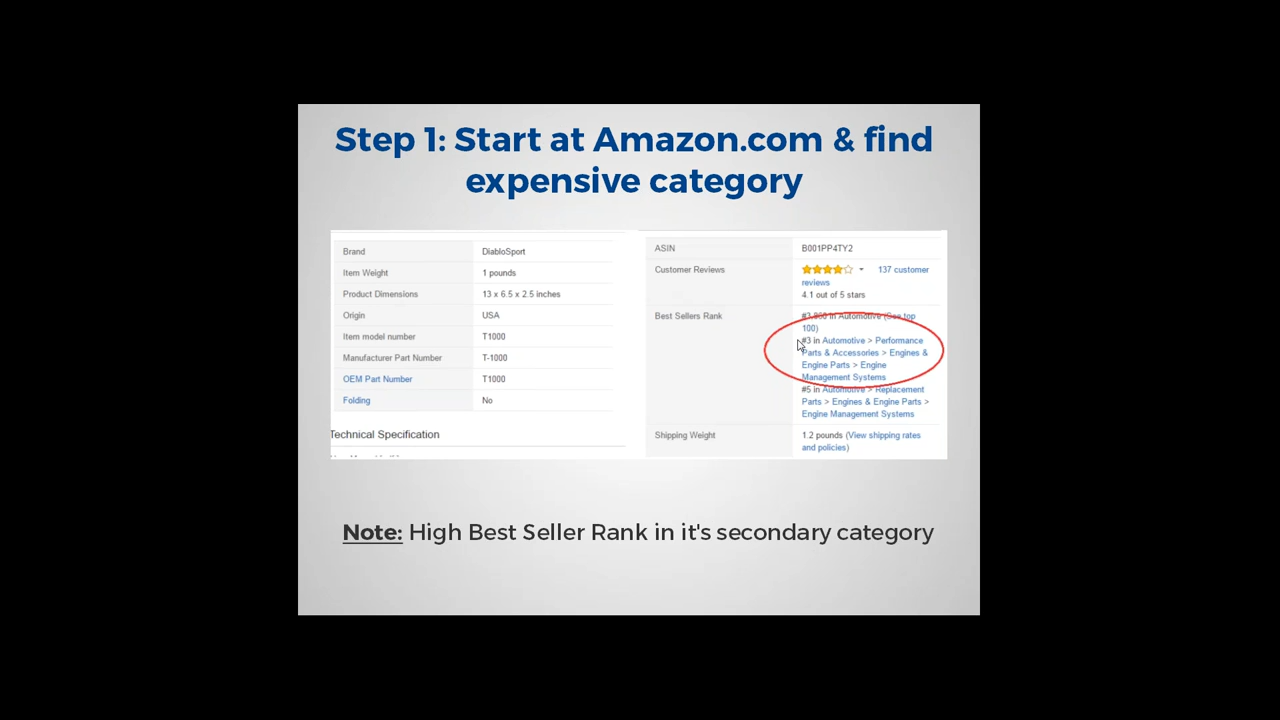 Step 1: Start at Amazon.com & find
expensive category
Brand DiabloSport
Item Weight 1 pounds
Product Dimensions 13 x 6.5 x 2.5 inches
Origin USA
Item model number T1000
Manufacturer Part Number T-1000
OEM Part Number T1000
Folding No
Technical Specification
ASIN B001PP4TY2
Customer Reviews 137 customer
reviews
4.1 out of 5 stars
Best Sellers Rank in Automotive (See top
100)
#3 in Automotive > Performance
Parts & Accessories > Engines &
Engine Parts > Engine
Management Systems
#5 in Automotive > Replacement
Parts > Engines & Engine Parts >
Engine Management Systems
Shipping Weight 1.2 pounds (View shipping rates
and policies)
Note: High Best Seller Rank in it's secondary category